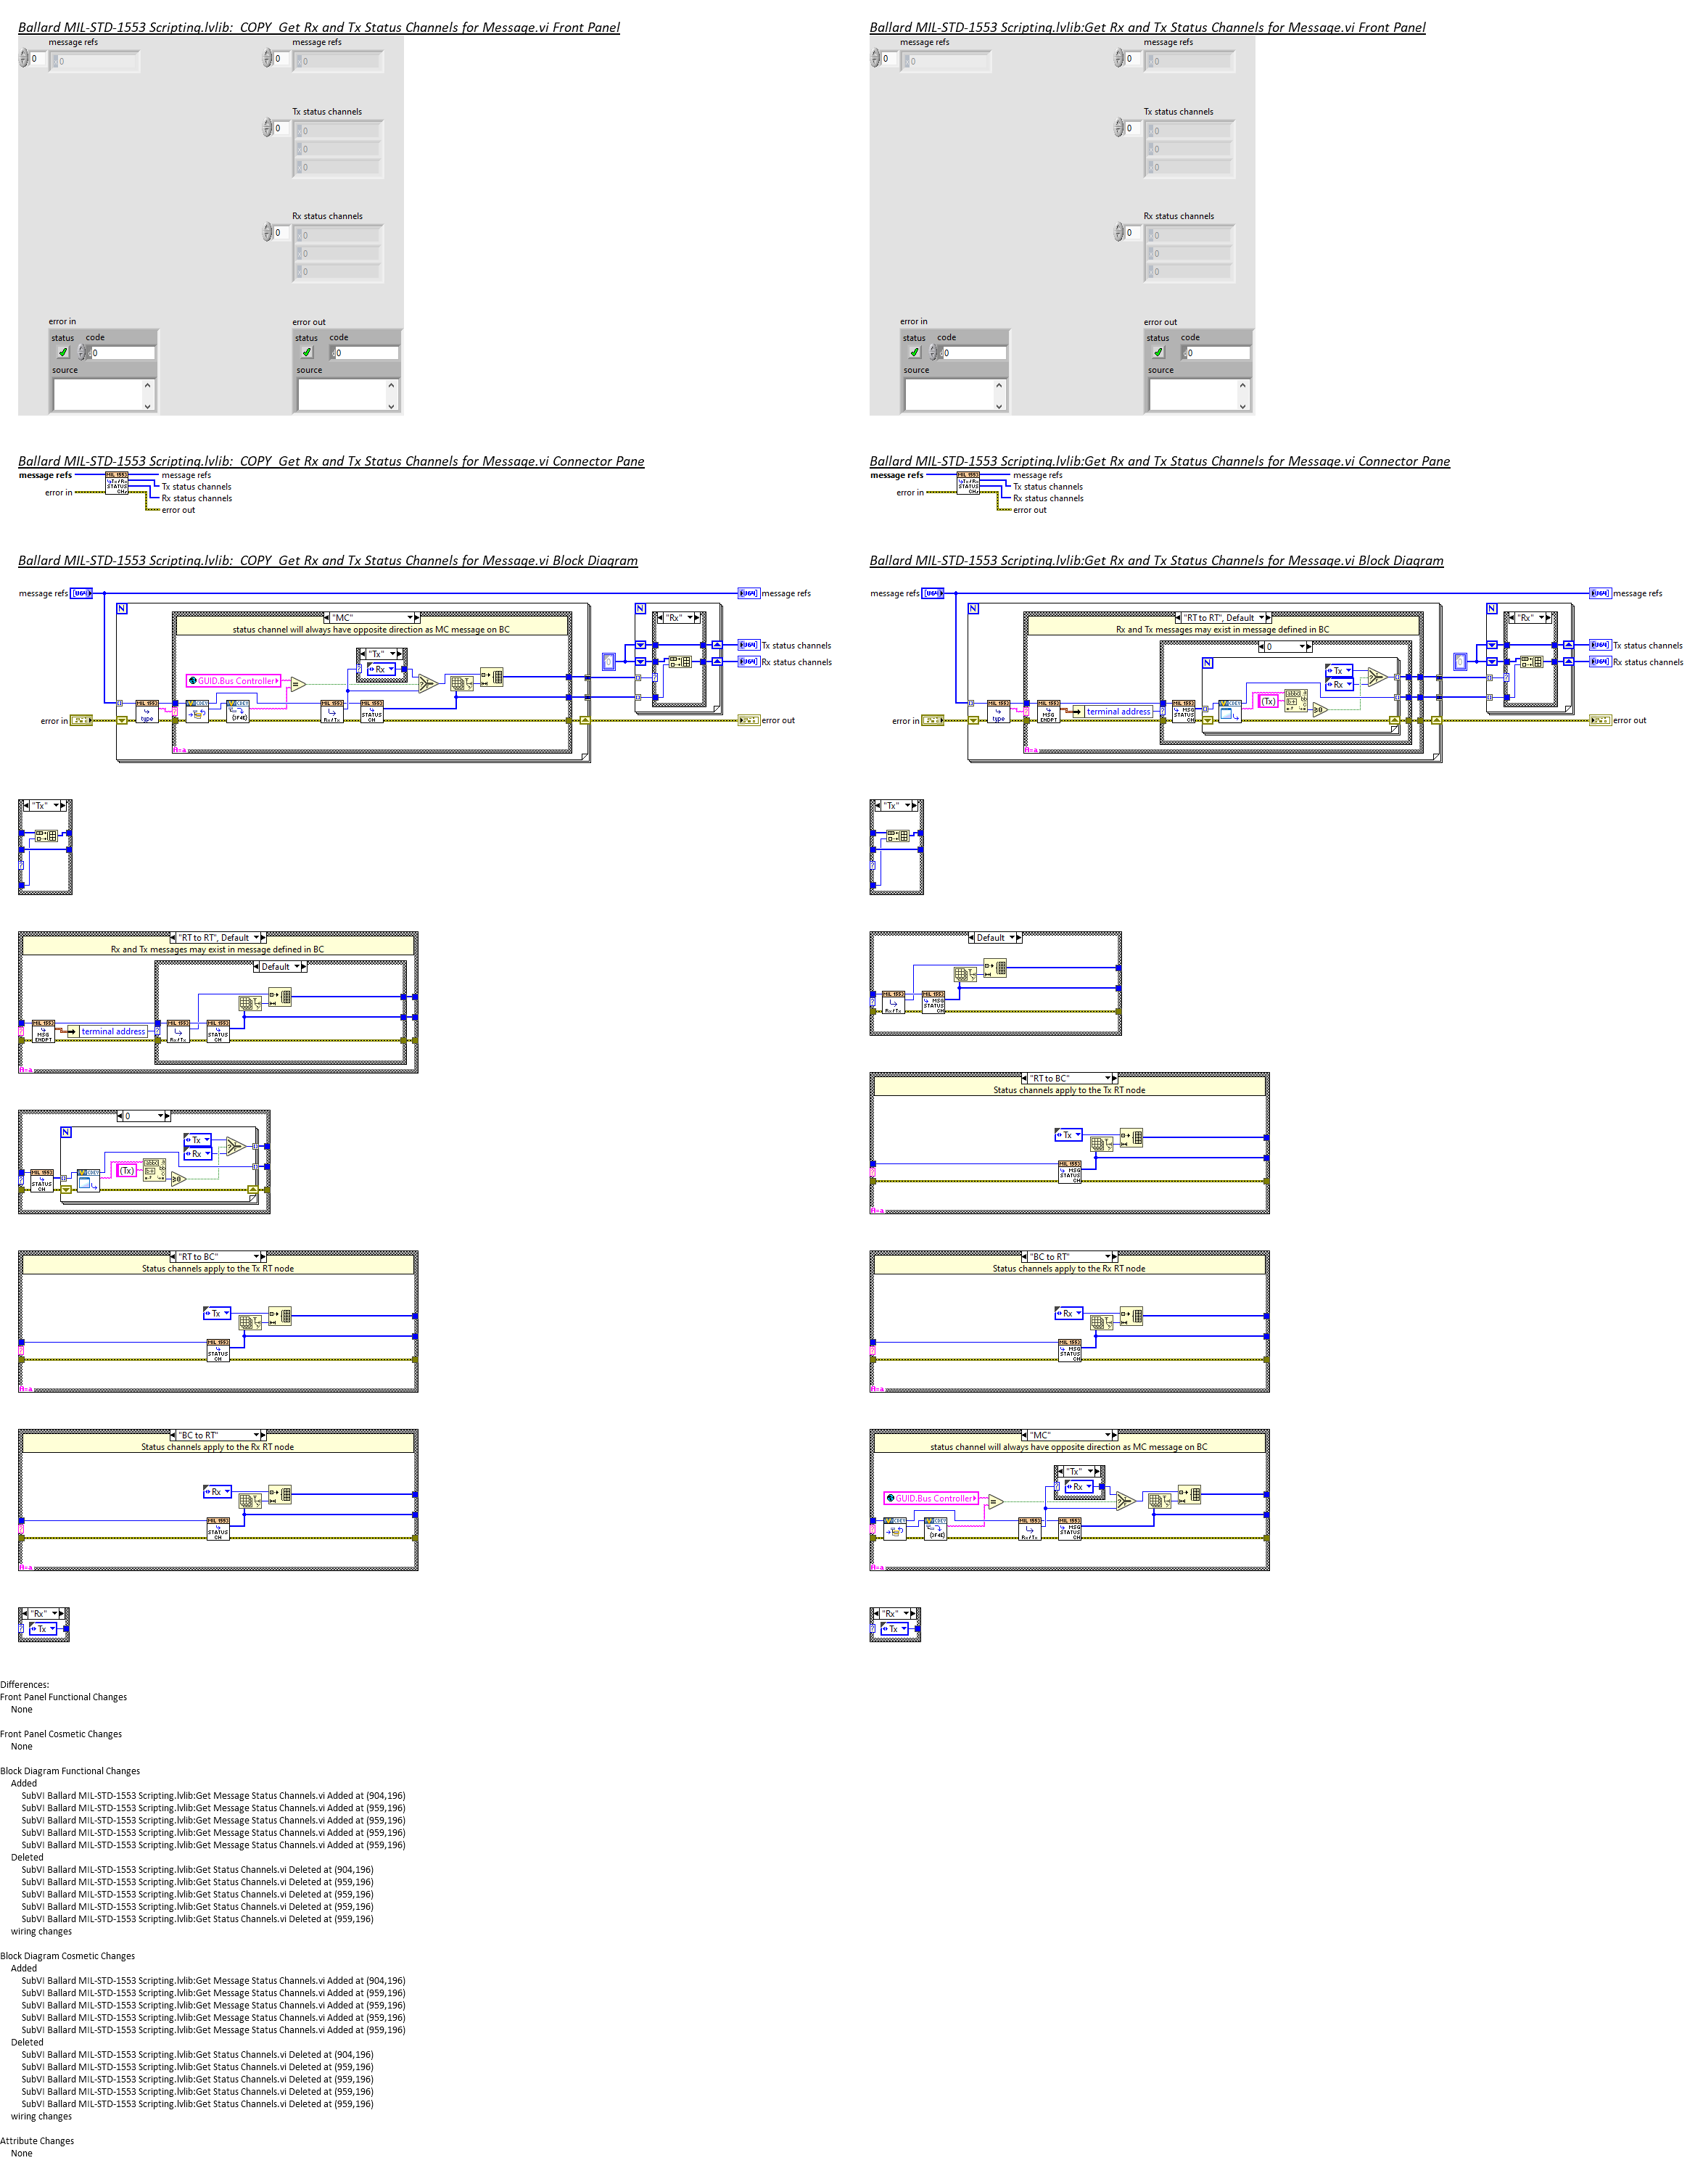 Ballard MIL-STD-1553 Scripting.lvlib:  COPY  Get Rx and Tx Status Channels for Message.vi Front Panel
message refs
0
0
message refs
0
0
Tx status channels
0
0
0
0
Rx status channels
0
0
0
0
error in
status code
0
source
error out
status code
0
source
Ballard MIL-STD-1553 Scripting.lvlib:Get Rx and Tx Status Channels for Message.vi Front Panel
message refs
0
0
message refs
0
0
Tx status channels
0
0
0
0
Rx status channels
0
0
0
0
error in
status code
0
source
error out
status code
0
source
Ballard MIL-STD-1553 Scripting.lvlib:  COPY  Get Rx and Tx Status Channels for Message.vi Connector Pane
message refs
error in
message refs
Tx status channels
Rx status channels
error out
Ballard MIL-STD-1553 Scripting.lvlib:Get Rx and Tx Status Channels for Message.vi Connector Pane
message refs
error in
message refs
Tx status channels
Rx status channels
error out
Ballard MIL-STD-1553 Scripting.lvlib:  COPY  Get Rx and Tx Status Channels for Message.vi Block Diagram
message refs
message refs
N
"MC"
status channel will always have opposite direction as MC message on BC
"Tx"
Rx
GUID.Bus Controller
N
"Rx"
Tx status channels
Rx status channels
error in
error out
"Tx"
"RT to RT", Default
Rx and Tx messages may exist in message defined in BC
Default
terminal address
0
N
Tx
Rx
(Tx)
"RT to BC"
Status channels apply to the Tx RT node
Tx
"BC to RT"
Status channels apply to the Rx RT node
Rx
"Rx"
Tx
Ballard MIL-STD-1553 Scripting.lvlib:Get Rx and Tx Status Channels for Message.vi Block Diagram
message refs
message refs
N
"RT to RT", Default
Rx and Tx messages may exist in message defined in BC
0
N
Tx
Rx
(Tx)
terminal address
N
"Rx"
Tx status channels
Rx status channels
error in
error out
"Tx"
Default
"RT to BC"
Status channels apply to the Tx RT node
Tx
"BC to RT"
Status channels apply to the Rx RT node
Rx
"MC"
status channel will always have opposite direction as MC message on BC
"Tx"
Rx
GUID.Bus Controller
"Rx"
Tx
Differences:
Front Panel Functional Changes
None
Front Panel Cosmetic Changes
None
Block Diagram Functional Changes
Added
SubVI Ballard MIL-STD-1553 Scripting.lvlib:Get Message Status Channels.vi Added at (904,196)
SubVI Ballard MIL-STD-1553 Scripting.lvlib:Get Message Status Channels.vi Added at (959,196)
SubVI Ballard MIL-STD-1553 Scripting.lvlib:Get Message Status Channels.vi Added at (959,196)
SubVI Ballard MIL-STD-1553 Scripting.lvlib:Get Message Status Channels.vi Added at (959,196)
SubVI Ballard MIL-STD-1553 Scripting.lvlib:Get Message Status Channels.vi Added at (959,196)
Deleted
SubVI Ballard MIL-STD-1553 Scripting.lvlib:Get Status Channels.vi Deleted at (904,196)
SubVI Ballard MIL-STD-1553 Scripting.lvlib:Get Status Channels.vi Deleted at (959,196)
SubVI Ballard MIL-STD-1553 Scripting.lvlib:Get Status Channels.vi Deleted at (959,196)
SubVI Ballard MIL-STD-1553 Scripting.lvlib:Get Status Channels.vi Deleted at (959,196)
SubVI Ballard MIL-STD-1553 Scripting.lvlib:Get Status Channels.vi Deleted at (959,196)
wiring changes
Block Diagram Cosmetic Changes
Added
SubVI Ballard MIL-STD-1553 Scripting.lvlib:Get Message Status Channels.vi Added at (904,196)
SubVI Ballard MIL-STD-1553 Scripting.lvlib:Get Message Status Channels.vi Added at (959,196)
SubVI Ballard MIL-STD-1553 Scripting.lvlib:Get Message Status Channels.vi Added at (959,196)
SubVI Ballard MIL-STD-1553 Scripting.lvlib:Get Message Status Channels.vi Added at (959,196)
SubVI Ballard MIL-STD-1553 Scripting.lvlib:Get Message Status Channels.vi Added at (959,196)
Deleted
SubVI Ballard MIL-STD-1553 Scripting.lvlib:Get Status Channels.vi Deleted at (904,196)
SubVI Ballard MIL-STD-1553 Scripting.lvlib:Get Status Channels.vi Deleted at (959,196)
SubVI Ballard MIL-STD-1553 Scripting.lvlib:Get Status Channels.vi Deleted at (959,196)
SubVI Ballard MIL-STD-1553 Scripting.lvlib:Get Status Channels.vi Deleted at (959,196)
SubVI Ballard MIL-STD-1553 Scripting.lvlib:Get Status Channels.vi Deleted at (959,196)
wiring changes
Attribute Changes
None